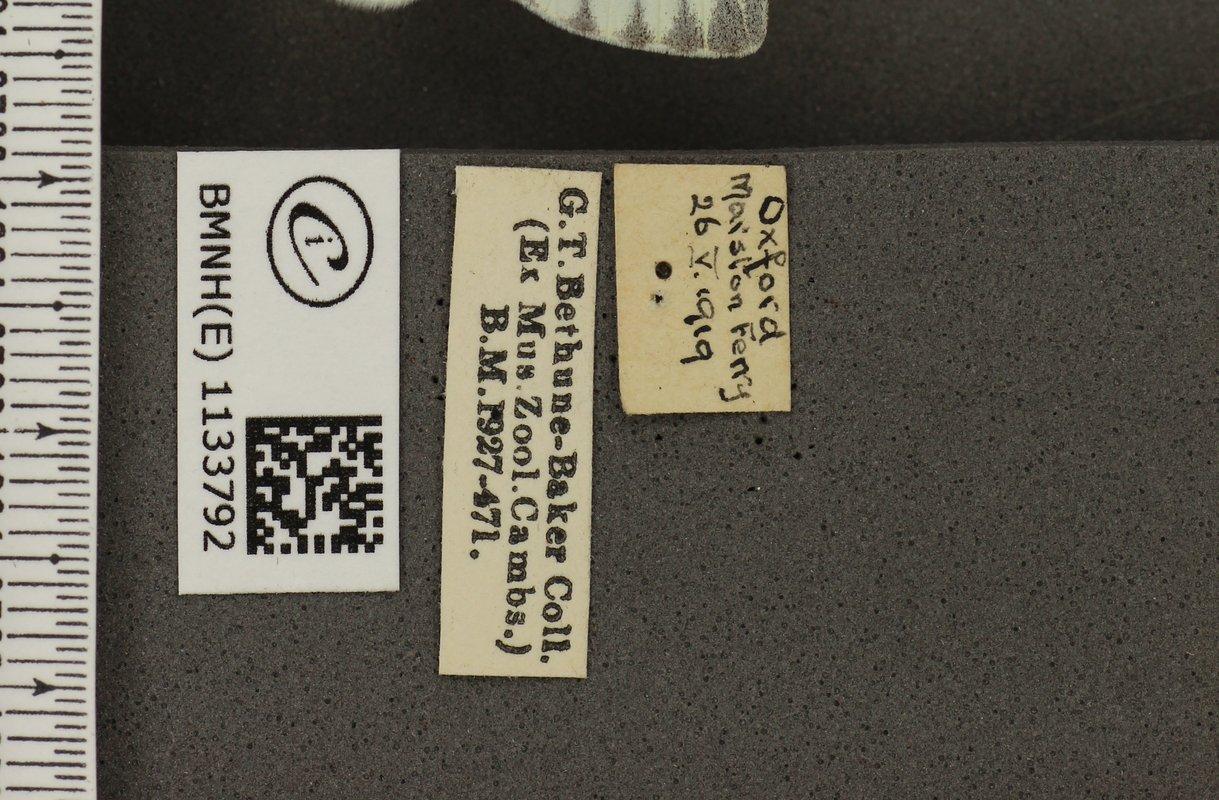 BMNH(E) 1133792
G.T.Bethune-Baker Coll.
(Ex Mus.Zool.Cambs.)
B.M.1927-471.
Oxford
Marston Ferry
26 V. 1919